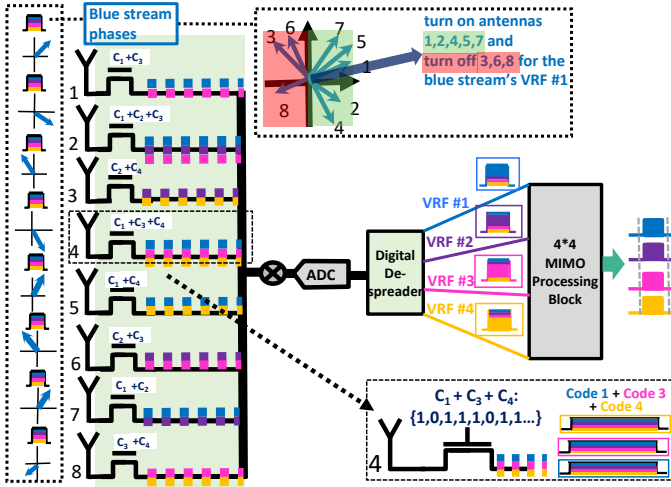 Blue stream
phases
C₁ +C₃
1
C₁ +C₂ +C₃
2
C₂ +C₄
3
C₁ +C₃ +C₄
4
C₁ +C₄
5
C₂ +C₃
6
C₁ +C₂
7
C₃ +C₄
8
3
6
7
5
1
8
2
4
turn on antennas
1,2,4,5,7 and
turn off 3,6,8 for the
blue stream's VRF #1
ADC
Digital
De-
spreader
VRF #1
VRF #2
VRF #3
VRF #4
4*4
MIMO
Processing
Block
C₁ + C₃ + C₄:
{1,0,1,1,1,0,1,1...}
4
Code 1 + Code 3
+ Code 4